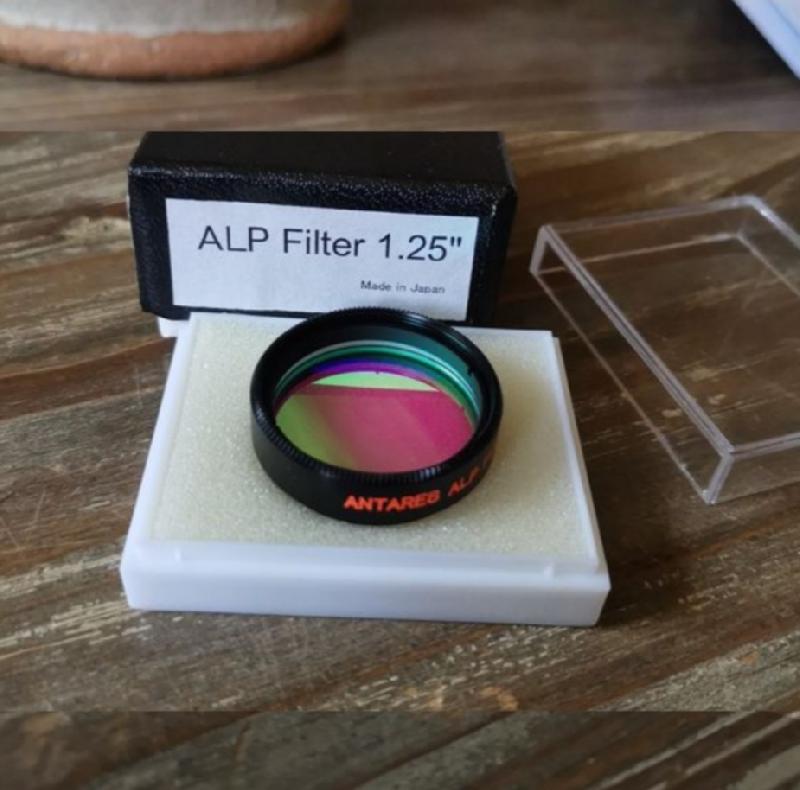 ALP Filter 1.25"
Made in Japan
ANTARES ALP